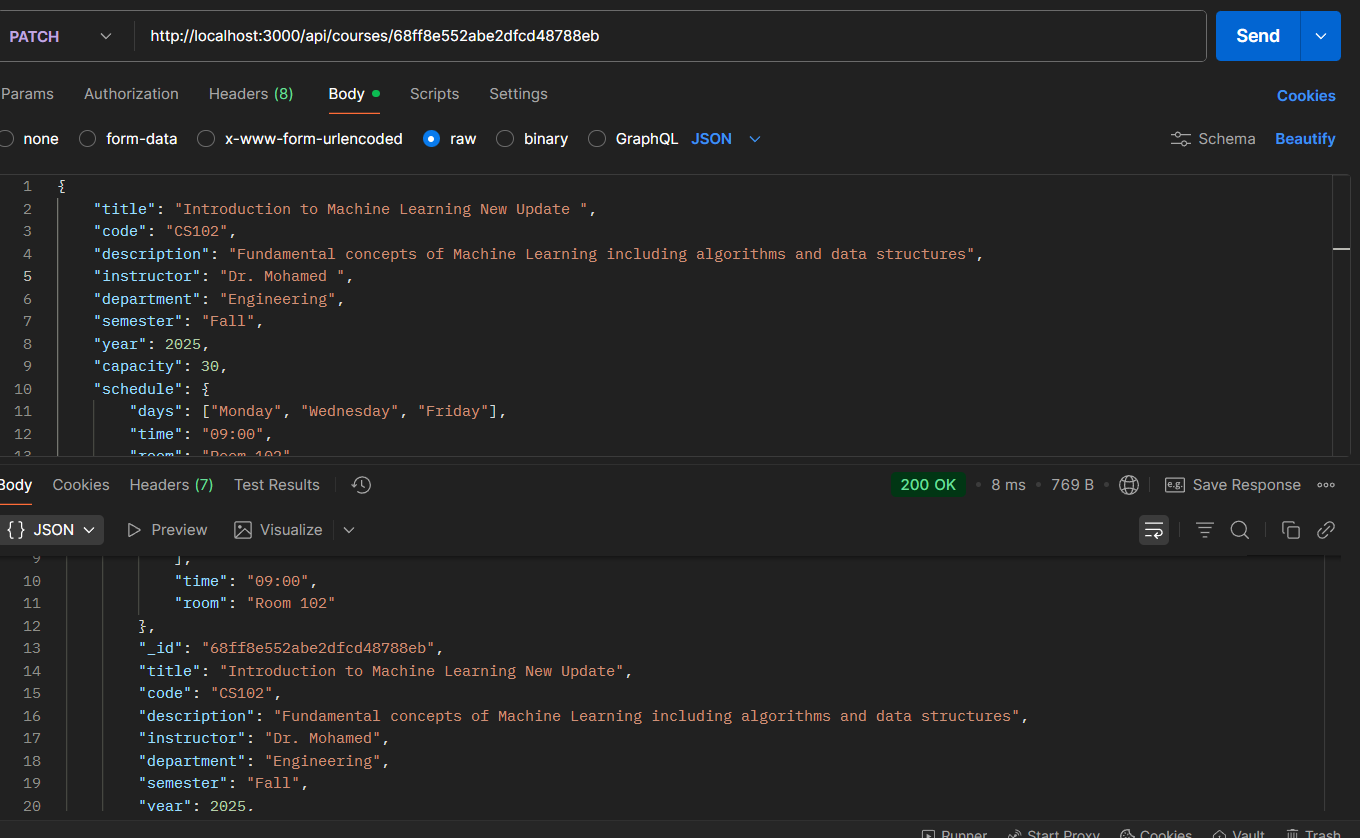 PATCH http://localhost:3000/api/courses/68ff8e552abe2dfcd48788eb Send
Params Authorization Headers (8) Body Scripts Settings Cookies
none form-data x-www-form-urlencoded raw binary GraphQL JSON Schema Beautify
1 {
2 "title": "Introduction to Machine Learning New Update ",
3 "code": "CS102",
4 "description": "Fundamental concepts of Machine Learning including algorithms and data structures",
5 "instructor": "Dr. Mohamed ",
6 "department": "Engineering",
7 "semester": "Fall",
8 "year": 2025,
9 "capacity": 30,
10 "schedule": {
11 "days": ["Monday", "Wednesday", "Friday"],
12 "time": "09:00",
13 "room": "Room 102"
Body Cookies Headers (7) Test Results 200 OK • 8 ms • 769 B • e.g. Save Response
{} JSON Preview Visualize
9 ],
10 "time": "09:00",
11 "room": "Room 102"
12 },
13 "_id": "68ff8e552abe2dfcd48788eb",
14 "title": "Introduction to Machine Learning New Update",
15 "code": "CS102",
16 "description": "Fundamental concepts of Machine Learning including algorithms and data structures",
17 "instructor": "Dr. Mohamed",
18 "department": "Engineering",
19 "semester": "Fall",
20 "year": 2025,
Runner Start Proxy Cookies Vault Trash